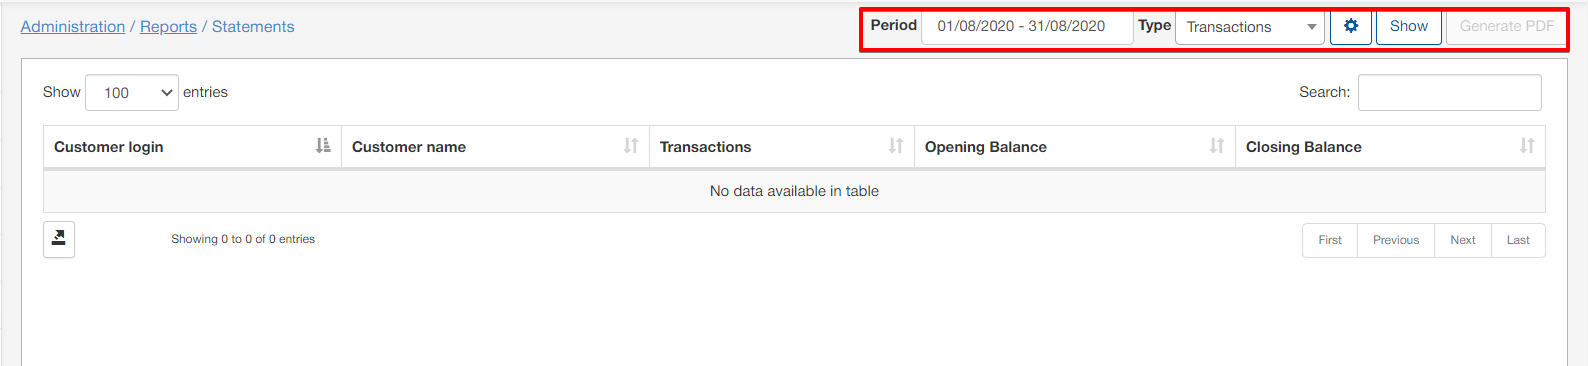 Administration / Reports / Statements
Period 01/08/2020 - 31/08/2020 Type Transactions Show Generate PDF
Show 100 entries
Search:
Customer login Customer name Transactions Opening Balance Closing Balance
No data available in table
Showing 0 to 0 of 0 entries
First Previous Next Last